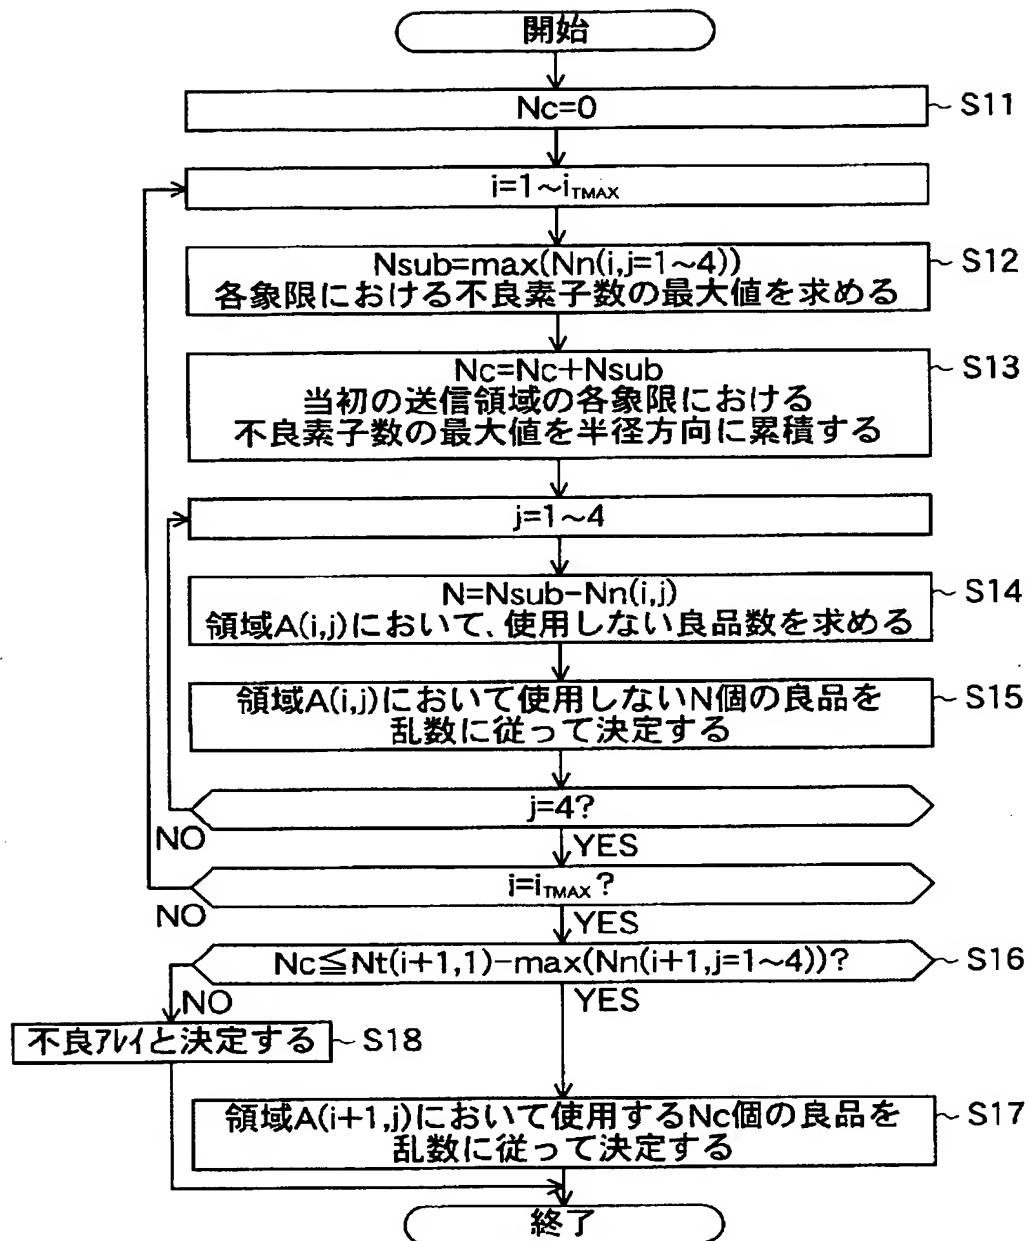 開始
Nc=0
S11
i=1~iTMAX
Nsub=max(Nn(i,j=1~4))
各象限における不良素子数の最大値を求める
S12
Nc=Nc+Nsub
当初の送信領域の各象限における
不良素子数の最大値を半径方向に累積する
S13
j=1~4
N=Nsub-Nn(i,j)
領域A(i,j)において、使用しない良品数を求める
S14
領域A(i,j)において使用しないN個の良品を
乱数に従って決定する
S15
j=4?
NO
YES
i=iTMAX?
NO
YES
Nc≦Nt(i+1,1)-max(Nn(i+1,j=1~4))?
S16
NO
YES
不良ｱﾚｲと決定する
S18
領域A(i+1,j)において使用するNc個の良品を
乱数に従って決定する
S17
終了